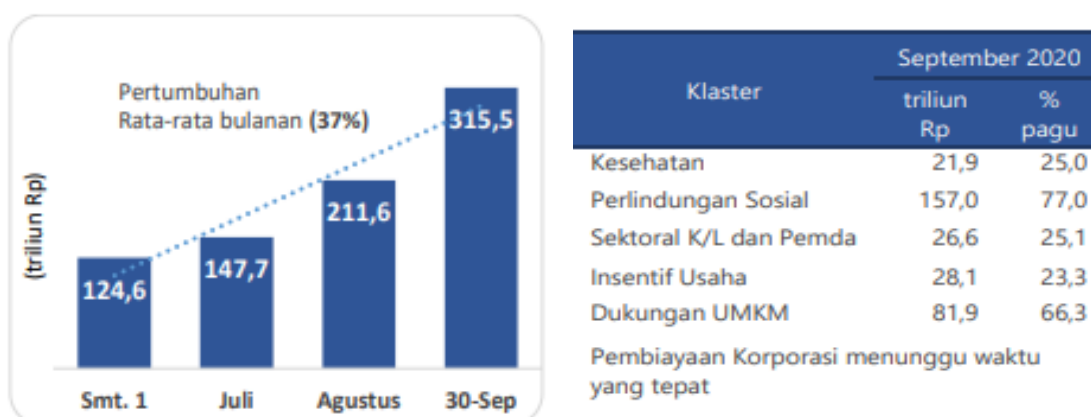 Pertumbuhan
Rata-rata bulanan (37%)
(triliun Rp)
124,6
147,7
211,6
315,5
Smt. 1 Juli Agustus 30-Sep
Klaster
September 2020
triliun Rp
% pagu
Kesehatan 21,9 25,0
Perlindungan Sosial 157,0 77,0
Sektoral K/L dan Pemda 26,6 25,1
Insentif Usaha 28,1 23,3
Dukungan UMKM 81,9 66,3
Pembiayaan Korporasi menunggu waktu
yang tepat